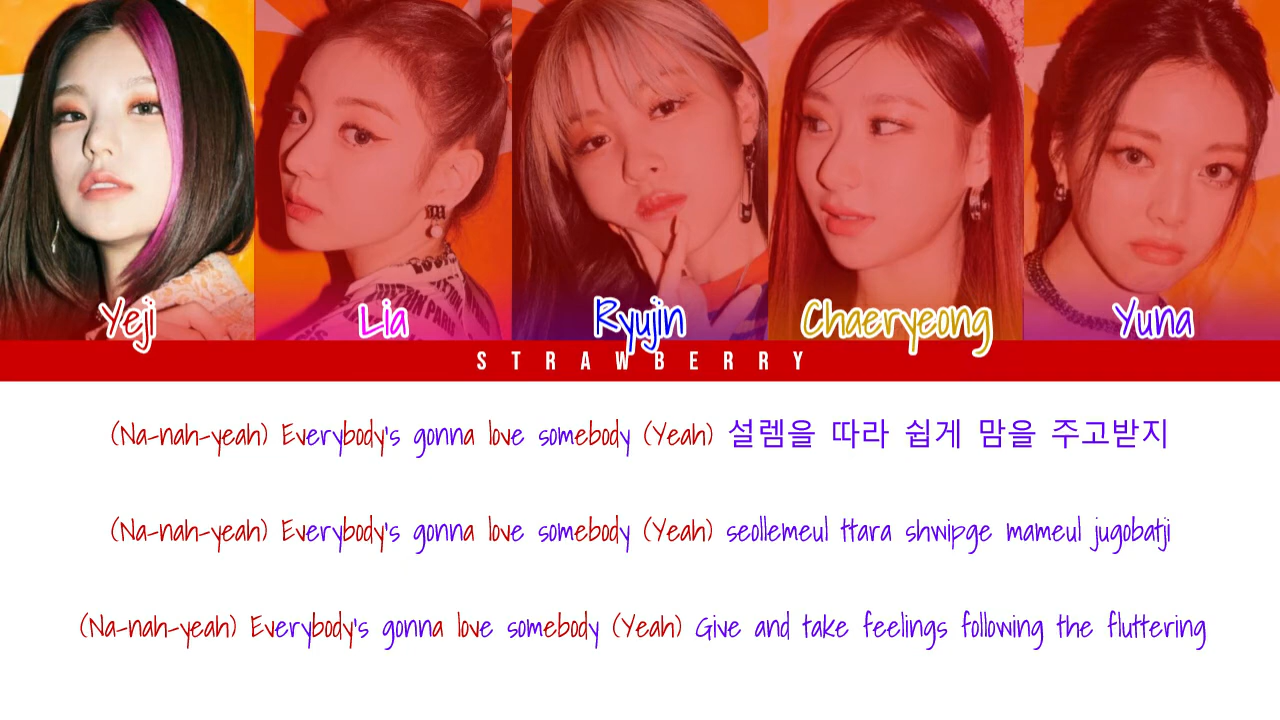 Yeji
Lia
Ryujin
Chaeryeong
Yuna
STRAWBERRY
(Na-nah-yeah) Everybody's gonna love somebody (Yeah) 설렘을 따라 쉽게 맘을 주고받지
(Na-nah-yeah) Everybody's gonna love somebody (Yeah) seollemeul ttara shwipge mameul jugobatji
(Na-nah-yeah) Everybody's gonna love somebody (Yeah) Give and take feelings following the fluttering